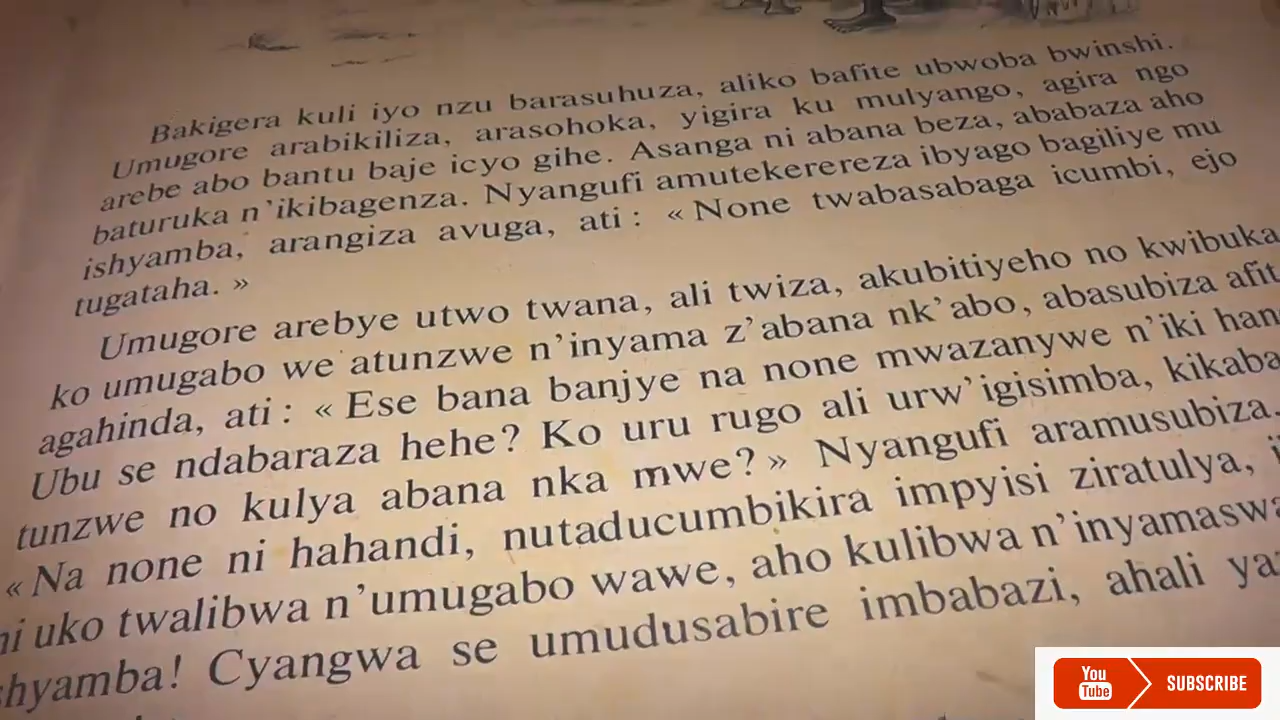 Bakigera kuli iyo nzu barasuhuza, aliko bafite ubwoba bwinshi.
Umugore arabikiliza, arasohoka, yigira ku mulyango, agira ngo
arebe abo bantu baje icyo gihe. Asanga ni abana beza, ababaza aho
baturuka n'ikibagenza. Nyangufi amutekerereza ibyago bagiliye mu
ishyamba, arangiza avuga, ati : « None twabasabaga icumbi, ejo
tugataha. »
Umugore arebye utwo twana, ali twiza, akubitiyeho no kwibuka
ko umugabo we atunzwe n'inyama z'abana nk'abo, abasubiza afit
agahinda, ati : « Ese bana banjye na none mwazanywe n'iki han
Ubu se ndabaraza hehe? Ko uru rugo ali urw'igisimba, kikaba
tunzwe no kulya abana nka mwe? » Nyangufi aramusubiza,
« Na none ni hahandi, nutaducumbikira impyisi ziratulya,
ni uko twalibwa n'umugabo wawe, aho kulibwa n'inyamaswa
shyamba! Cyangwa se umudusabire imbabazi, ahali ya
You Tube SUBSCRIBE